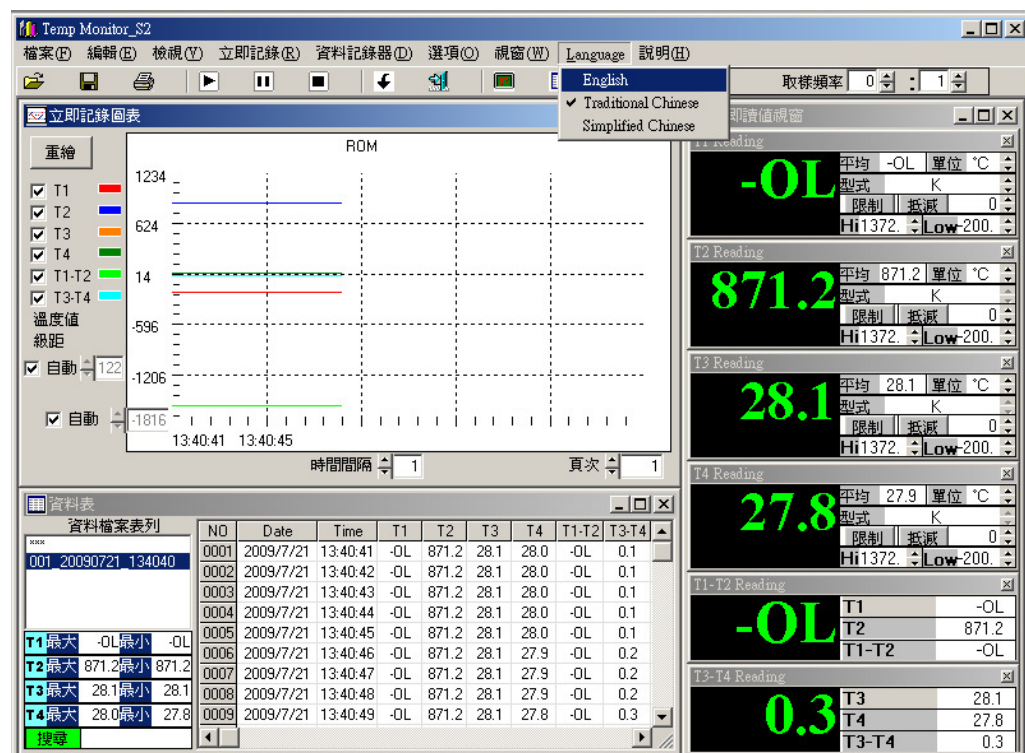 Temp Monitor_S2
檔案(F) 編輯(E) 檢視(V) 立即記錄(R) 資料記錄器(D) 選項(O) 視窗(W) Language 說明(H)
English
Traditional Chinese
Simplified Chinese
取樣頻率 0 : 1
立即記錄圖表
重繪
ROM
T1
T2
T3
T4
T1-T2
T3-T4
溫度值
級距
自動 122
自動
1234
624
14
-596
-1206
-1816
13:40:41 13:40:45
時間間隔 1 頁次 1
資料表
資料檔案表列
***
001_20090721_134040
T1最大 -OL最小 -OL
T2最大 871.2最小 871.2
T3最大 28.1最小 28.1
T4最大 28.0最小 27.8
搜尋
NO Date Time T1 T2 T3 T4 T1-T2 T3-T4
0001 2009/7/21 13:40:41 -OL 871.2 28.1 28.0 -OL 0.1
0002 2009/7/21 13:40:42 -OL 871.2 28.1 28.0 -OL 0.1
0003 2009/7/21 13:40:43 -OL 871.2 28.1 28.0 -OL 0.1
0004 2009/7/21 13:40:44 -OL 871.2 28.1 28.0 -OL 0.1
0005 2009/7/21 13:40:45 -OL 871.2 28.1 28.0 -OL 0.1
0006 2009/7/21 13:40:46 -OL 871.2 28.1 27.9 -OL 0.2
0007 2009/7/21 13:40:47 -OL 871.2 28.1 27.9 -OL 0.2
0008 2009/7/21 13:40:48 -OL 871.2 28.1 27.9 -OL 0.2
0009 2009/7/21 13:40:49 -OL 871.2 28.1 27.8 -OL 0.3
即讀值視窗
T1 Reading
-OL
平均 -OL 單位 °C
型式 K
限制 抵減 0
Hi1372. Low-200.
T2 Reading
871.2
平均 871.2 單位 °C
型式 K
限制 抵減 0
Hi1372. Low-200.
T3 Reading
28.1
平均 28.1 單位 °C
型式 K
限制 抵減 0
Hi1372. Low-200.
T4 Reading
27.8
平均 27.9 單位 °C
型式 K
限制 抵減 0
Hi1372. Low-200.
T1-T2 Reading
-OL
T1 -OL
T2 871.2
T1-T2 -OL
T3-T4 Reading
0.3
T3 28.1
T4 27.8
T3-T4 0.3